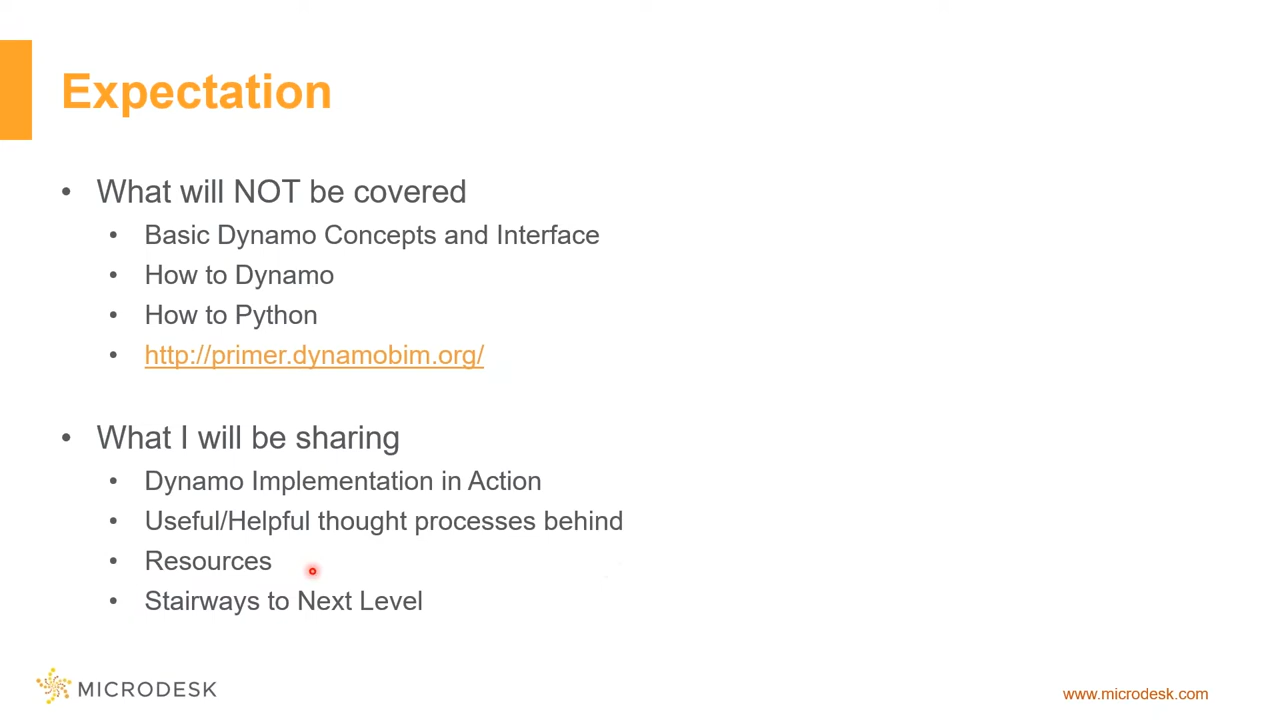 Expectation
• What will NOT be covered
• Basic Dynamo Concepts and Interface
• How to Dynamo
• How to Python
• http://primer.dynamobim.org/
• What I will be sharing
• Dynamo Implementation in Action
• Useful/Helpful thought processes behind
• Resources
• Stairways to Next Level
MICRODESK
www.microdesk.com